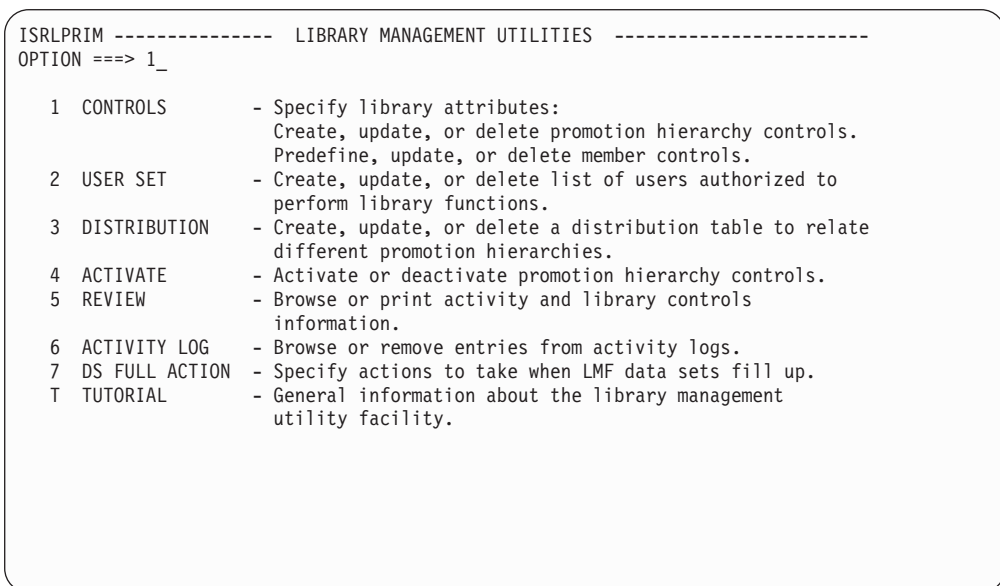 ISRLPRIM ---------------  LIBRARY MANAGEMENT UTILITIES  ------------------------
OPTION ===> 1_
1  CONTROLS        - Specify library attributes:
Create, update, or delete promotion hierarchy controls.
Predefine, update, or delete member controls.
2  USER SET        - Create, update, or delete list of users authorized to
perform library functions.
3  DISTRIBUTION    - Create, update, or delete a distribution table to relate
different promotion hierarchies.
4  ACTIVATE        - Activate or deactivate promotion hierarchy controls.
5  REVIEW          - Browse or print activity and library controls
information.
6  ACTIVITY LOG    - Browse or remove entries from activity logs.
7  DS FULL ACTION  - Specify actions to take when LMF data sets fill up.
T  TUTORIAL        - General information about the library management
utility facility.